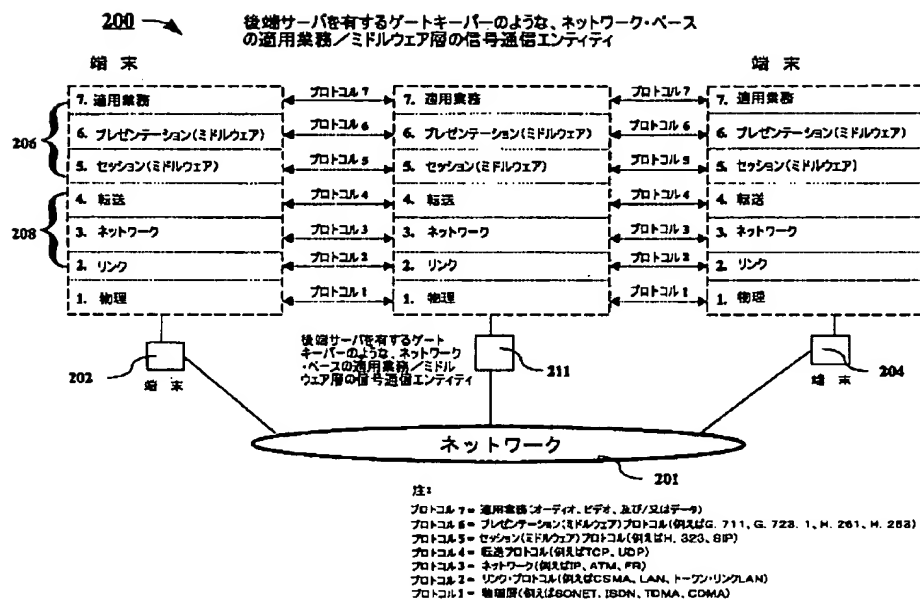 200
後端サーバを有するゲートキーパーのような、ネットワーク・ベース
の適用業務/ミドルウェア層の信号通信エンティティ
端 末
端 末
7. 適用業務
プロトコル 7
7. 適用業務
プロトコル 7
7. 適用業務
206
6. プレゼンテーション(ミドルウェア)
プロトコル 6
6. プレゼンテーション(ミドルウェア)
プロトコル 6
6. プレゼンテーション(ミドルウェア)
5. セッション(ミドルウェア)
プロトコル 5
5. セッション(ミドルウェア)
プロトコル 5
5. セッション(ミドルウェア)
4. 転送
プロトコル 4
4. 転送
プロトコル 4
4. 転送
208
3. ネットワーク
プロトコル 3
3. ネットワーク
プロトコル 3
3. ネットワーク
2. リンク
プロトコル 2
2. リンク
プロトコル 2
2. リンク
1. 物理
プロトコル 1
1. 物理
プロトコル 1
1. 物理
後端サーバを有するゲート
キーパーのような、ネットワーク
・ベースの適用業務/ミドル
ウェア層の信号通信エンティティ
202
端 末
211
204
端 末
ネットワーク
201
注:
プロトコル 7= 適用業務(オーディオ、ビデオ、及び/又はデータ)
プロトコル 6= プレゼンテーション(ミドルウェア)プロトコル(例えばG. 711、G. 723. 1、H. 261、H. 263)
プロトコル 5= セッション(ミドルウェア)プロトコル(例えばH. 323、SIP)
プロトコル 4= 転送プロトコル(例えばTCP、UDP)
プロトコル 3= ネットワーク(例えばIP、ATM、FR)
プロトコル 2= リンク・プロトコル(例えばCSMA、LAN、トークン・リンクLAN)
プロトコル 1= 物理層(例えばSONET、ISDN、TDMA、CDMA)